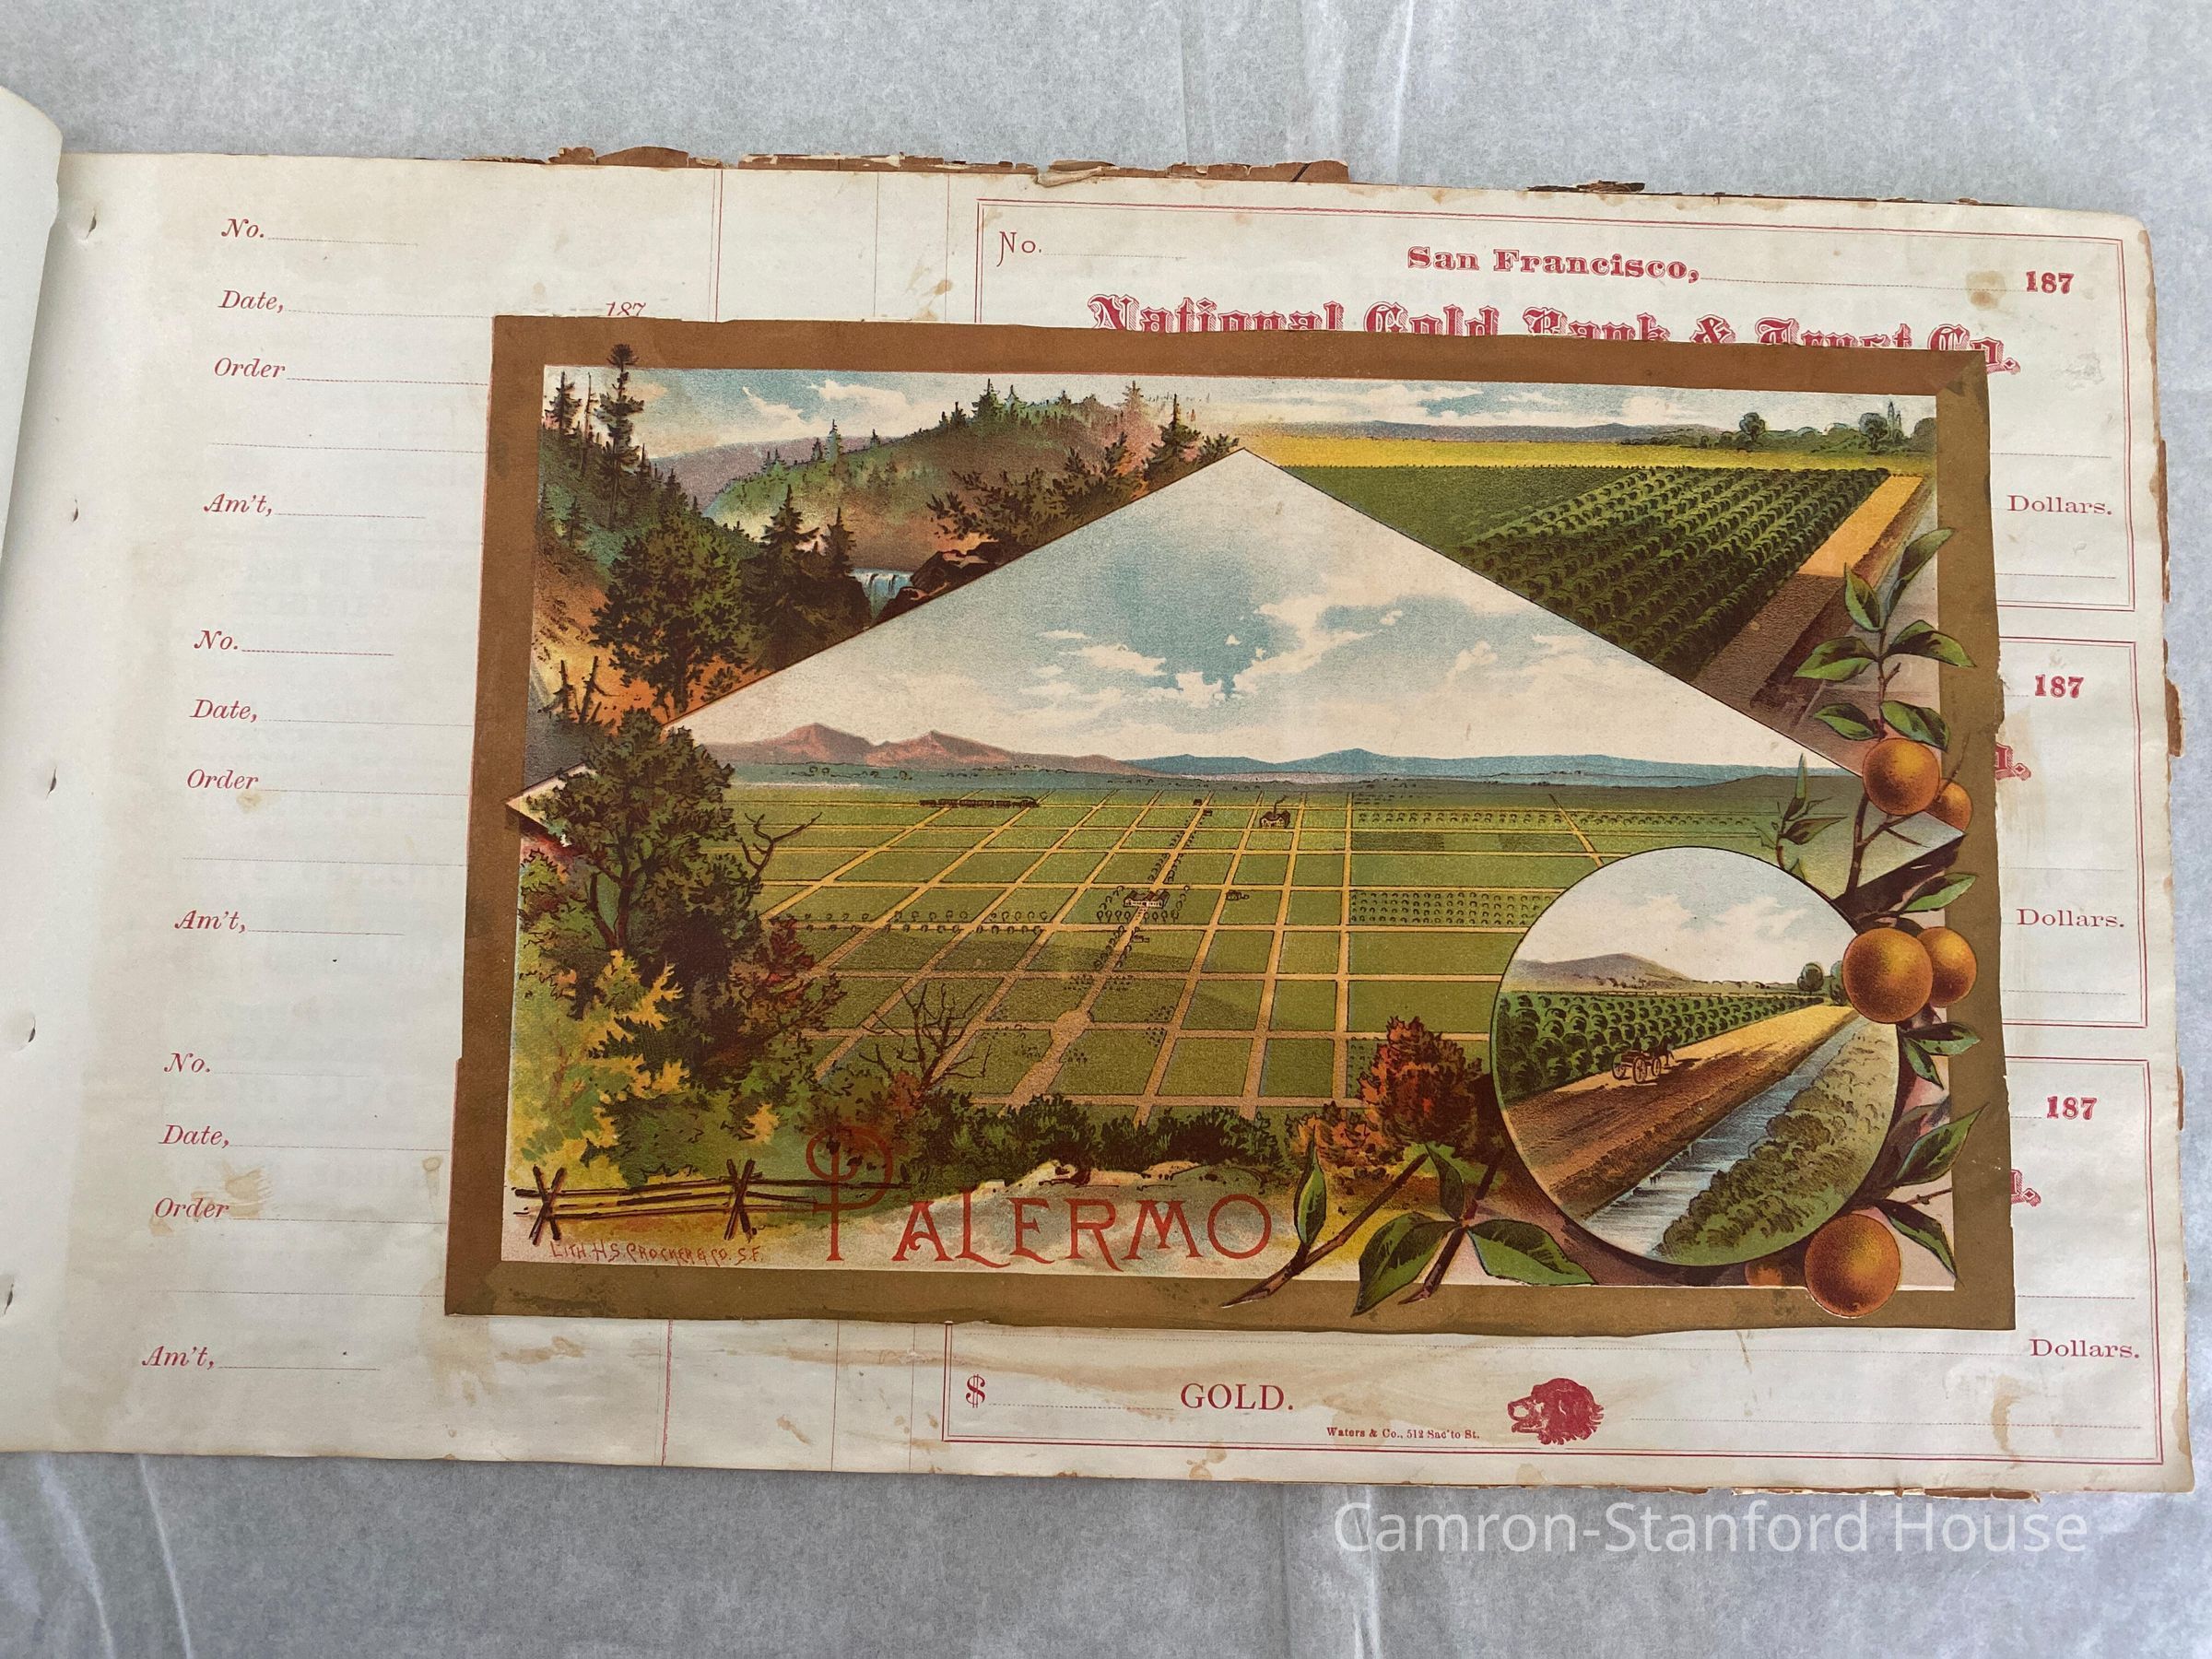 No.
Date, 187
Order
Am't,
No.
Date,
Order
Am't,
No.
Date,
Order
Am't,
No. San Francisco, 187
National Gold Bank & Trust Co.
Dollars.
187
Dollars.
187
Dollars.
$ GOLD.
Waters & Co., 512 Sac'to St.
PALERMO
LITH. H.S. CROCKER & CO. S.F.
Camron-Stanford House